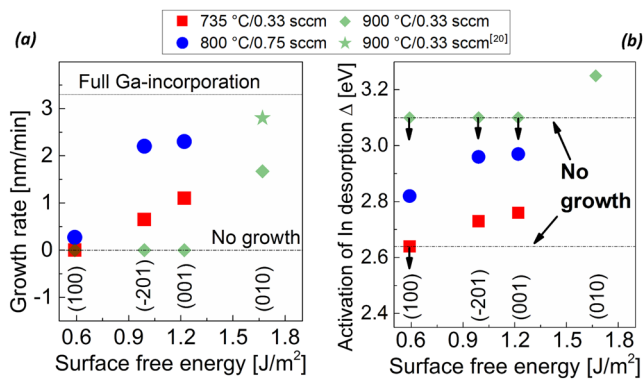 735 °C/0.33 sccm
900 °C/0.33 sccm
800 °C/0.75 sccm
900 °C/0.33 sccm[20]
(a)
Full Ga-incorporation
Growth rate [nm/min]
3
2
1
0
-1
No growth
(100)
(-201)
(001)
(010)
0.6 0.9 1.2 1.5 1.8
Surface free energy [J/m²]
(b)
Activation of In desorption Δ [eV]
3.2
3.0
2.8
2.6
2.4
No
growth
(100)
(-201)
(001)
(010)
0.6 0.9 1.2 1.5 1.8
Surface free energy [J/m²]